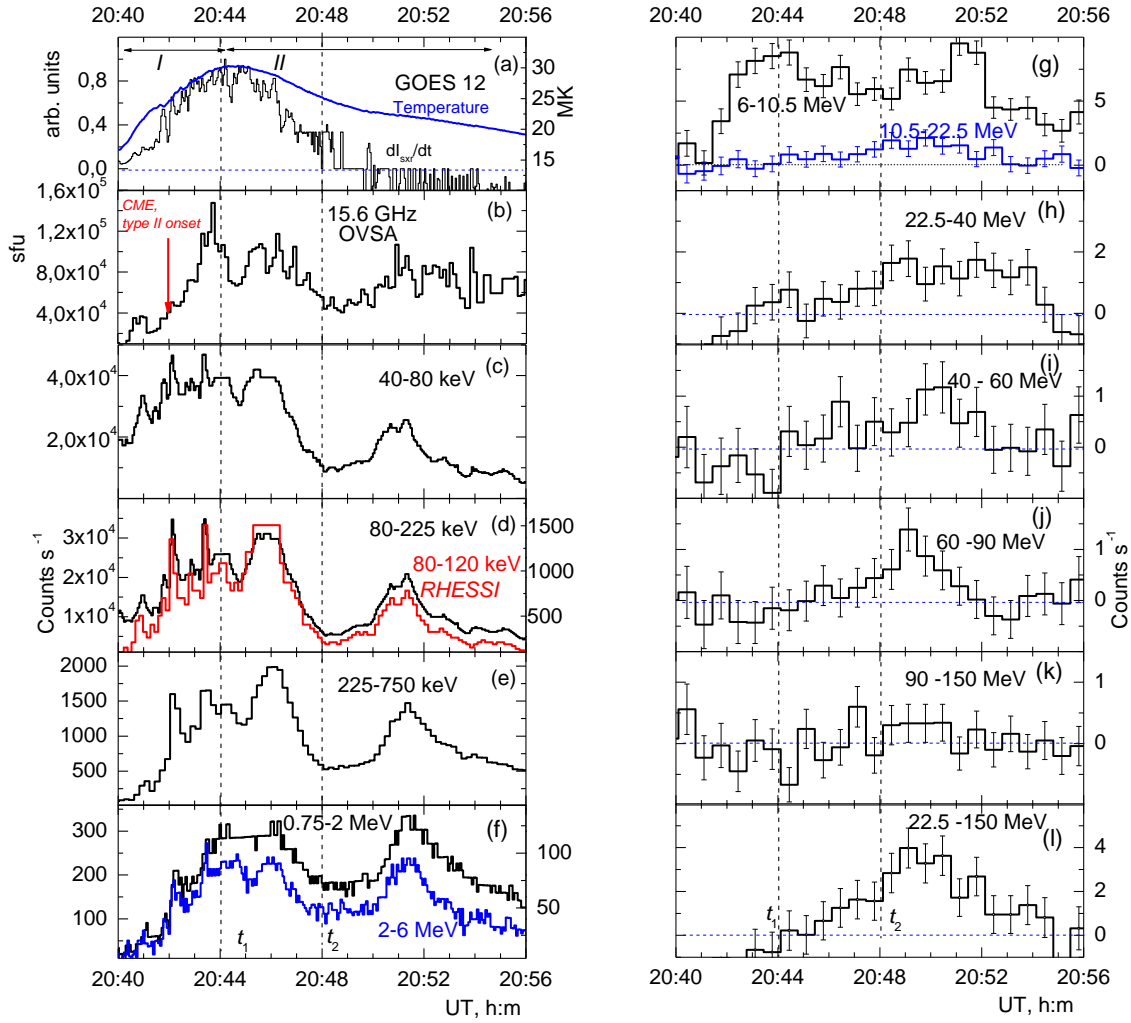 20:40 20:44 20:48 20:52 20:56
I II (a)
arb. units
0,8
0,4
0,0
GOES 12
Temperature
dI_sxr/dt
30
25
20
15
MK
1,6x10^5
1,2x10^5
8,0x10^4
4,0x10^4
sfu
CME,
type II onset
15.6 GHz
OVSA
(b)
4,0x10^4
2,0x10^4
40-80 keV
(c)
3x10^4
2x10^4
1x10^4
Counts s^-1
80-225 keV
(d)
80-120 keV
RHESSI
1500
1000
500
2000
1500
1000
500
225-750 keV
(e)
300
200
100
0.75-2 MeV
(f)
2-6 MeV
t_1
t_2
100
50
20:40 20:44 20:48 20:52 20:56
UT, h:m
20:40 20:44 20:48 20:52 20:56
(g)
6-10.5 MeV
10.5-22.5 MeV
5
0
22.5-40 MeV
(h)
2
0
(i)
40 - 60 MeV
1
0
(j)
60 -90 MeV
1
0
Counts s^-1
90 -150 MeV
(k)
1
0
22.5 -150 MeV
(l)
4
2
0
t_1
t_2
20:40 20:44 20:48 20:52 20:56
UT, h:m